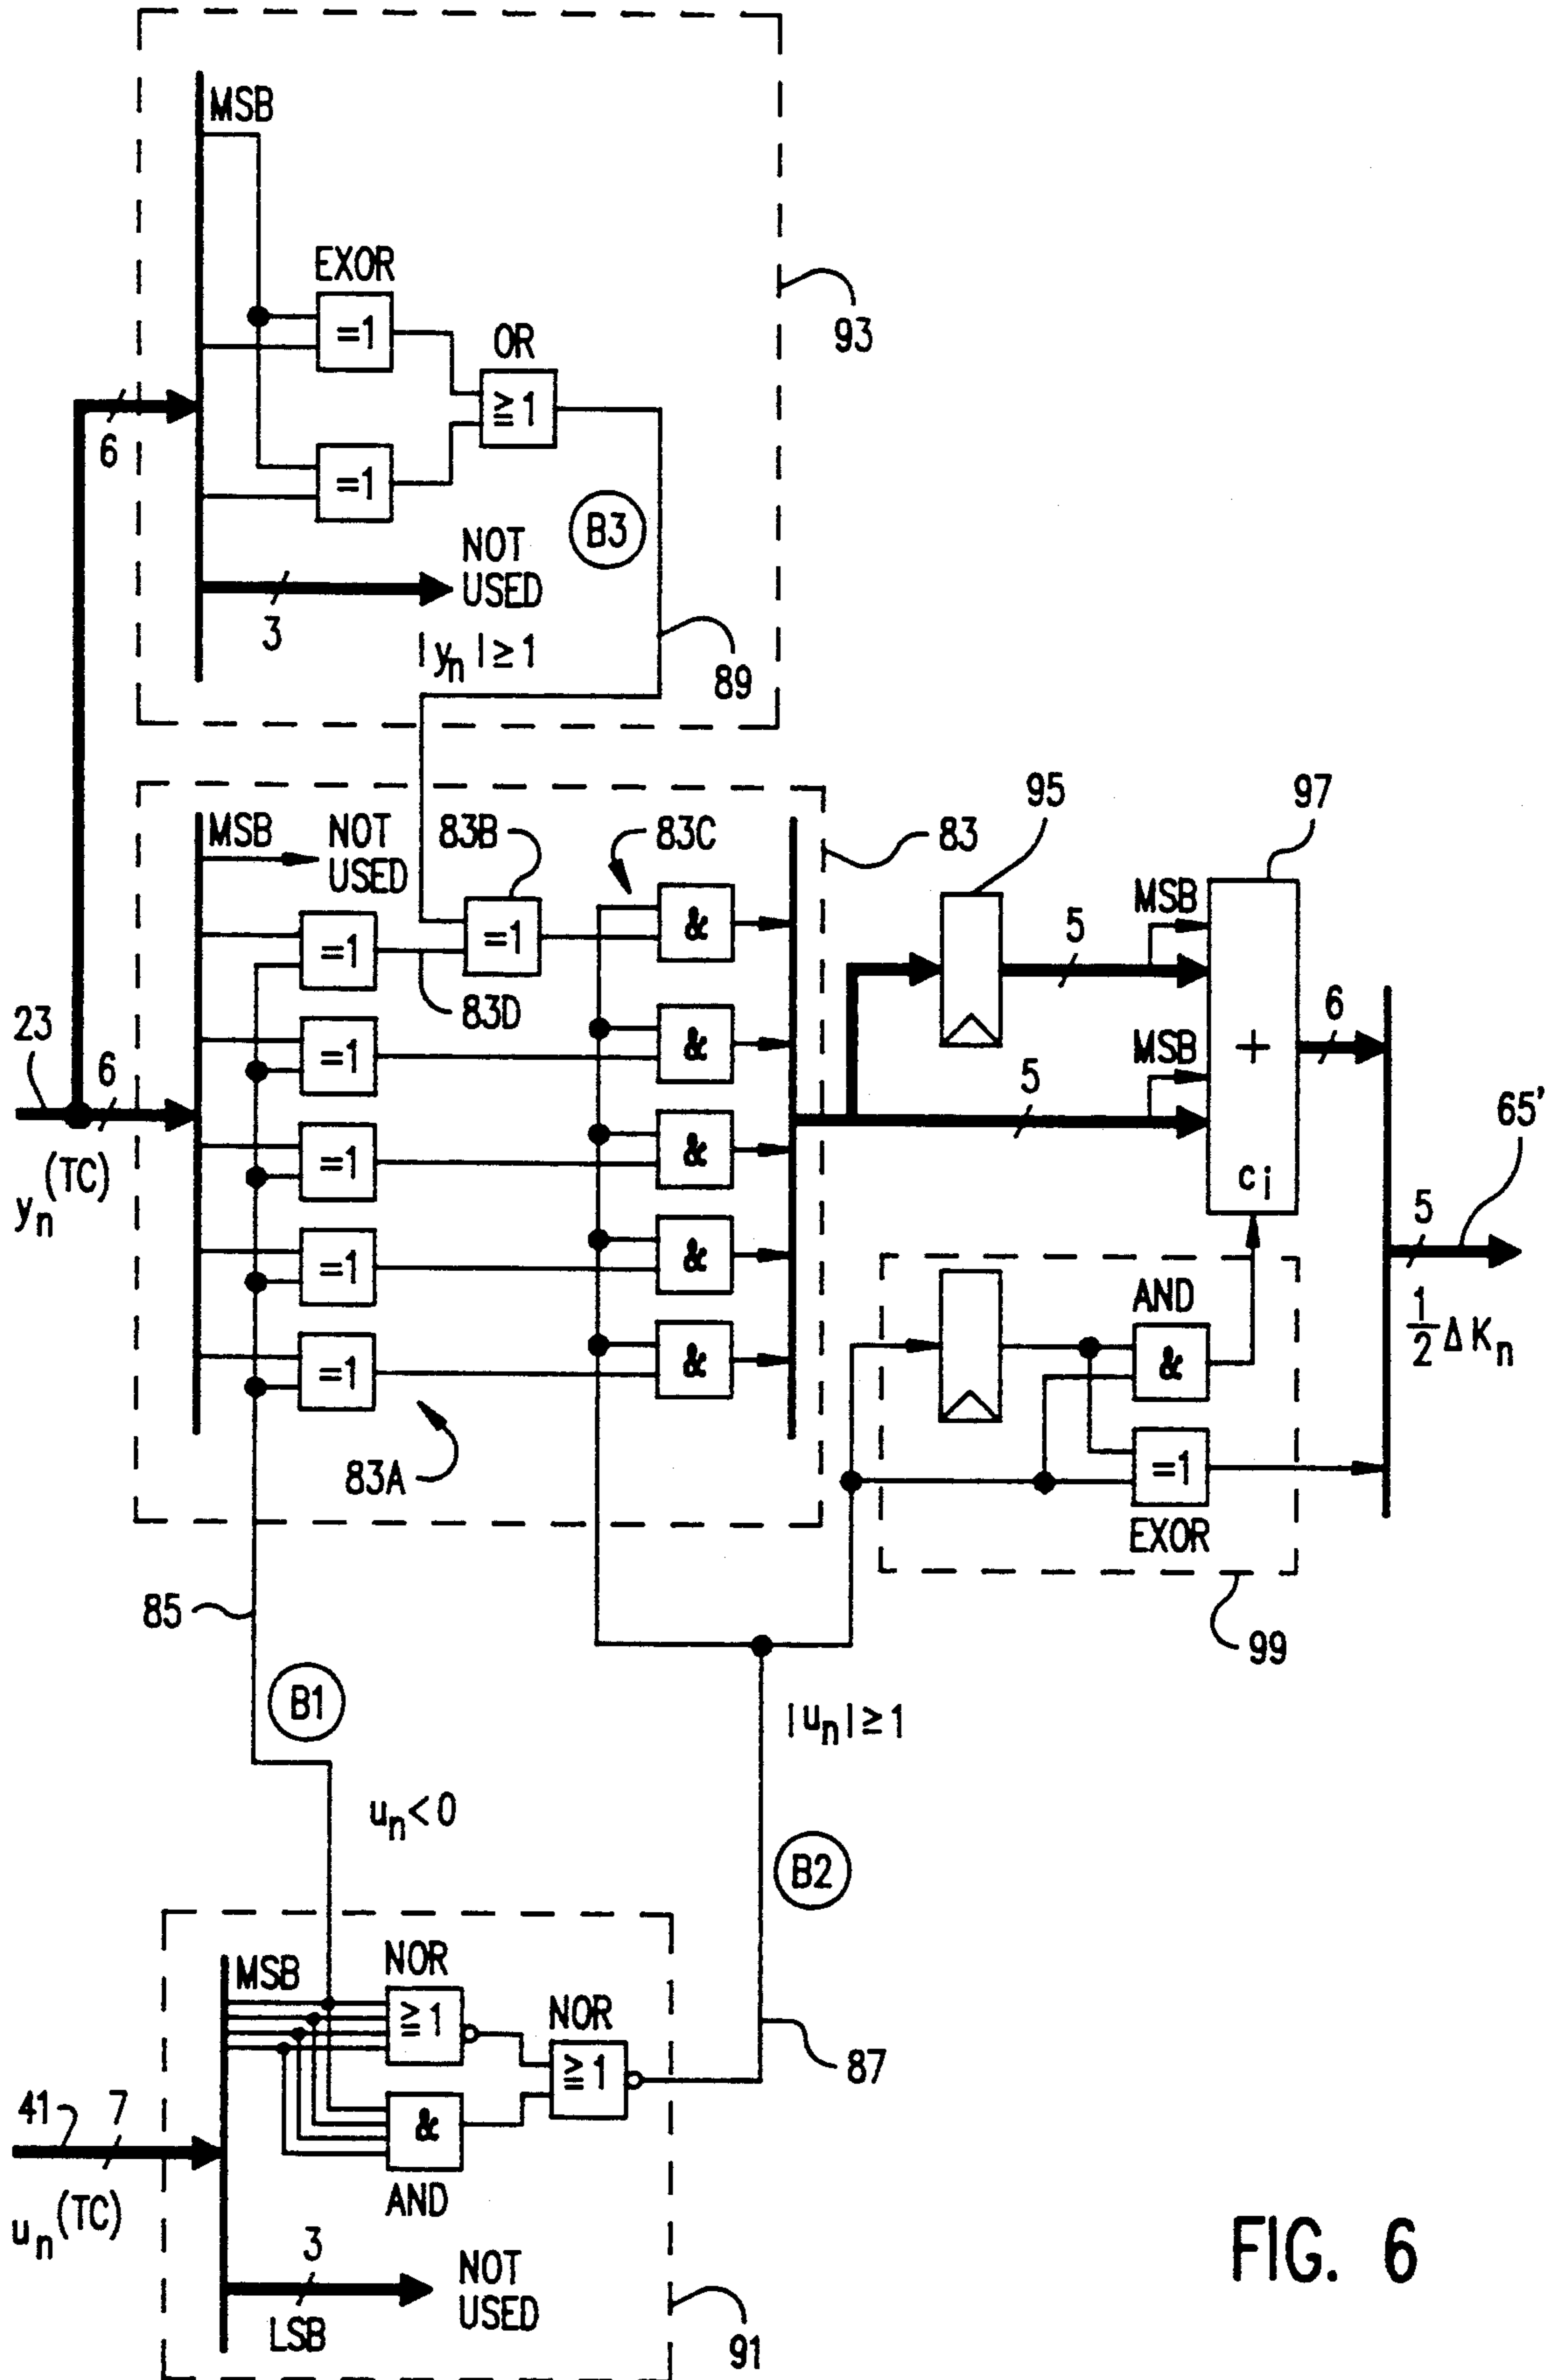 MSB
EXOR
=1
93
OR
≧1
6
=1
B3
NOT
USED
3
|yn|≥1
89
95
97
MSB
NOT
USED
83B
83C
83
=1
=1
&
5
MSB
83D
23
6
=1
&
MSB
+
6
5
65'
yn(TC)
=1
&
ci
5
=1
&
AND
1/2 ΔKn
=1
&
&
83A
=1
EXOR
85
99
B1
|un|≥1
un<0
B2
MSB
NOR
≧1
NOR
≧1
87
41
7
&
AND
un(TC)
3
NOT
USED
LSB
91
FIG. 6